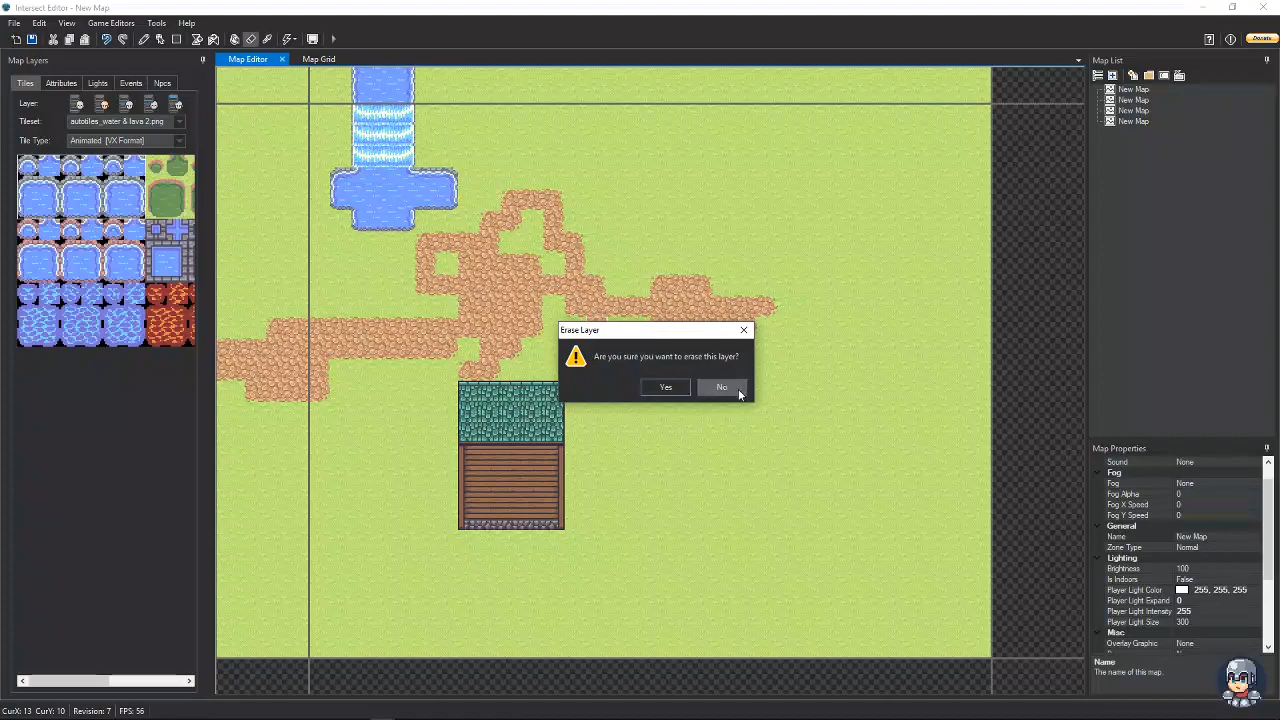 Intersect Editor - New Map
File Edit View Game Editors Tools Help
Donate
Map Layers
Map Editor
Map Grid
Map List
Tiles Attributes Lights Events Npcs
Layer:
Tileset: autotiles_water & lava 2.png
Tile Type: Animated [VX Format]
New Map
New Map
New Map
New Map
Erase Layer
Are you sure you want to erase this layer?
Yes
No
Map Properties
Sound None
Fog
Fog None
Fog Alpha 0
Fog X Speed 0
Fog Y Speed 0
General
Name New Map
Zone Type Normal
Lighting
Brightness 100
Is Indoors False
Player Light Color 255, 255, 255
Player Light Expand 0
Player Light Intensity 255
Player Light Size 300
Misc
Overlay Graphic None
Name
The name of this map.
CurX: 13 CurY: 10 Revision: 7 FPS: 56